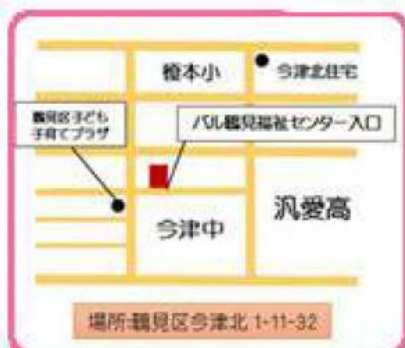 榎本小
今津北住宅
鶴見区子ども
子育てプラザ
パル鶴見福祉センター入口
今津中
汎愛高
場所:鶴見区今津北 1-11-32